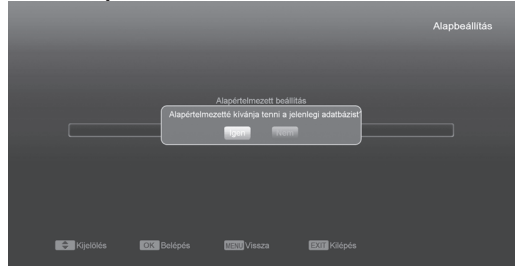 Alapbeállítás
Alapértelmezett beállítás
Alapértelmezetté kívánja tenni a jelenlegi adatbázist?
Igen Nem
Kijelölés OK Belépés MENU Vissza EXIT Kilépés